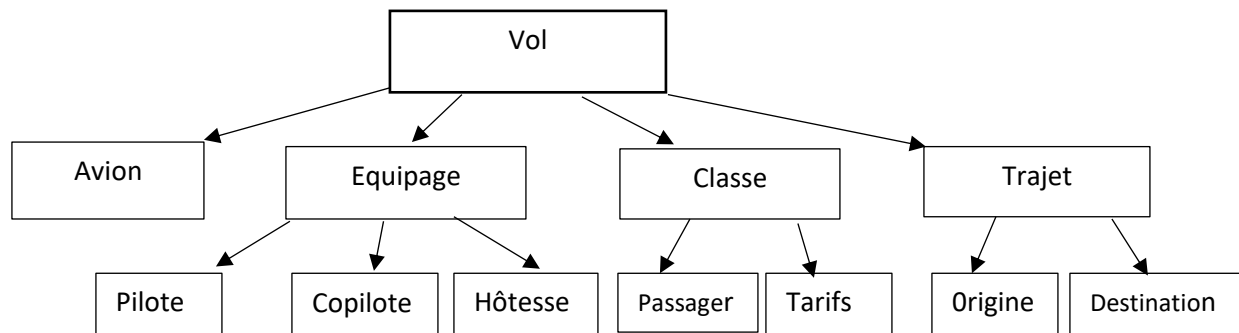 Vol
Avion
Equipage
Classe
Trajet
Pilote
Copilote
Hôtesse
Passager
Tarifs
0rigine
Destination